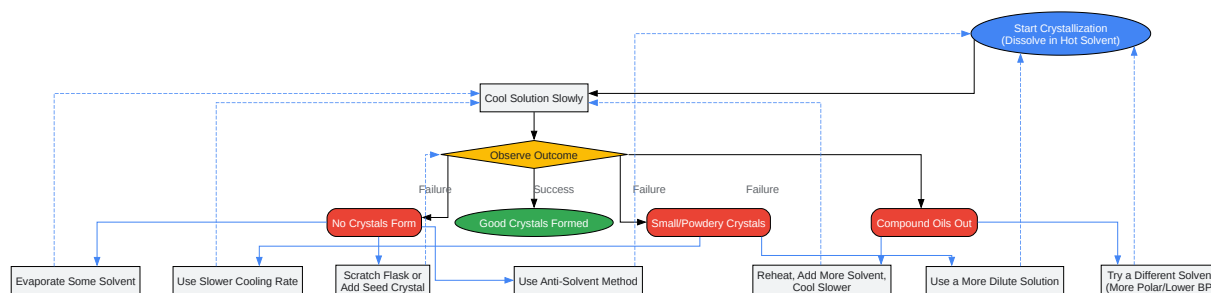 Start Crystallization
(Dissolve in Hot Solvent)
Cool Solution Slowly
Observe Outcome
Failure
Success
Failure
Failure
No Crystals Form
Good Crystals Formed
Small/Powdery Crystals
Compound Oils Out
Evaporate Some Solvent
Use Slower Cooling Rate
Scratch Flask or
Add Seed Crystal
Use Anti-Solvent Method
Reheat, Add More Solvent,
Cool Slower
Use a More Dilute Solution
Try a Different Solven
(More Polar/Lower BP